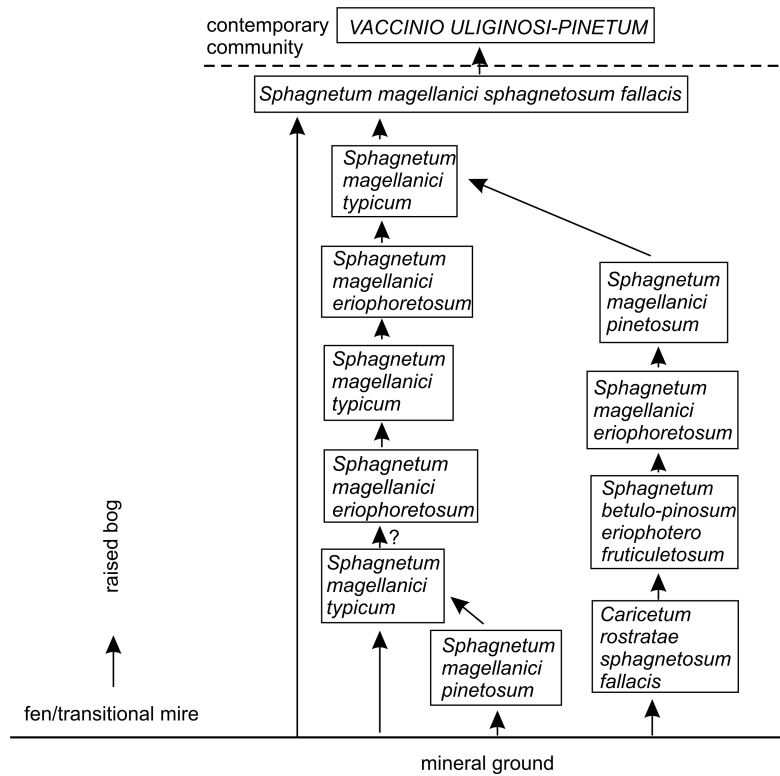 contemporary
community
VACCINIO ULIGINOSI-PINETUM
Sphagnetum magellanici sphagnetosum fallacis
Sphagnetum
magellanici
typicum
Sphagnetum
magellanici
eriophoretosum
Sphagnetum
magellanici
pinetosum
Sphagnetum
magellanici
typicum
Sphagnetum
magellanici
eriophoretosum
Sphagnetum
magellanici
eriophoretosum
Sphagnetum
betulo-pinosum
eriophotero
fruticuletosum
?
Sphagnetum
magellanici
typicum
Caricetum
rostratae
sphagnetosum
fallacis
Sphagnetum
magellanici
pinetosum
raised bog
fen/transitional mire
mineral ground